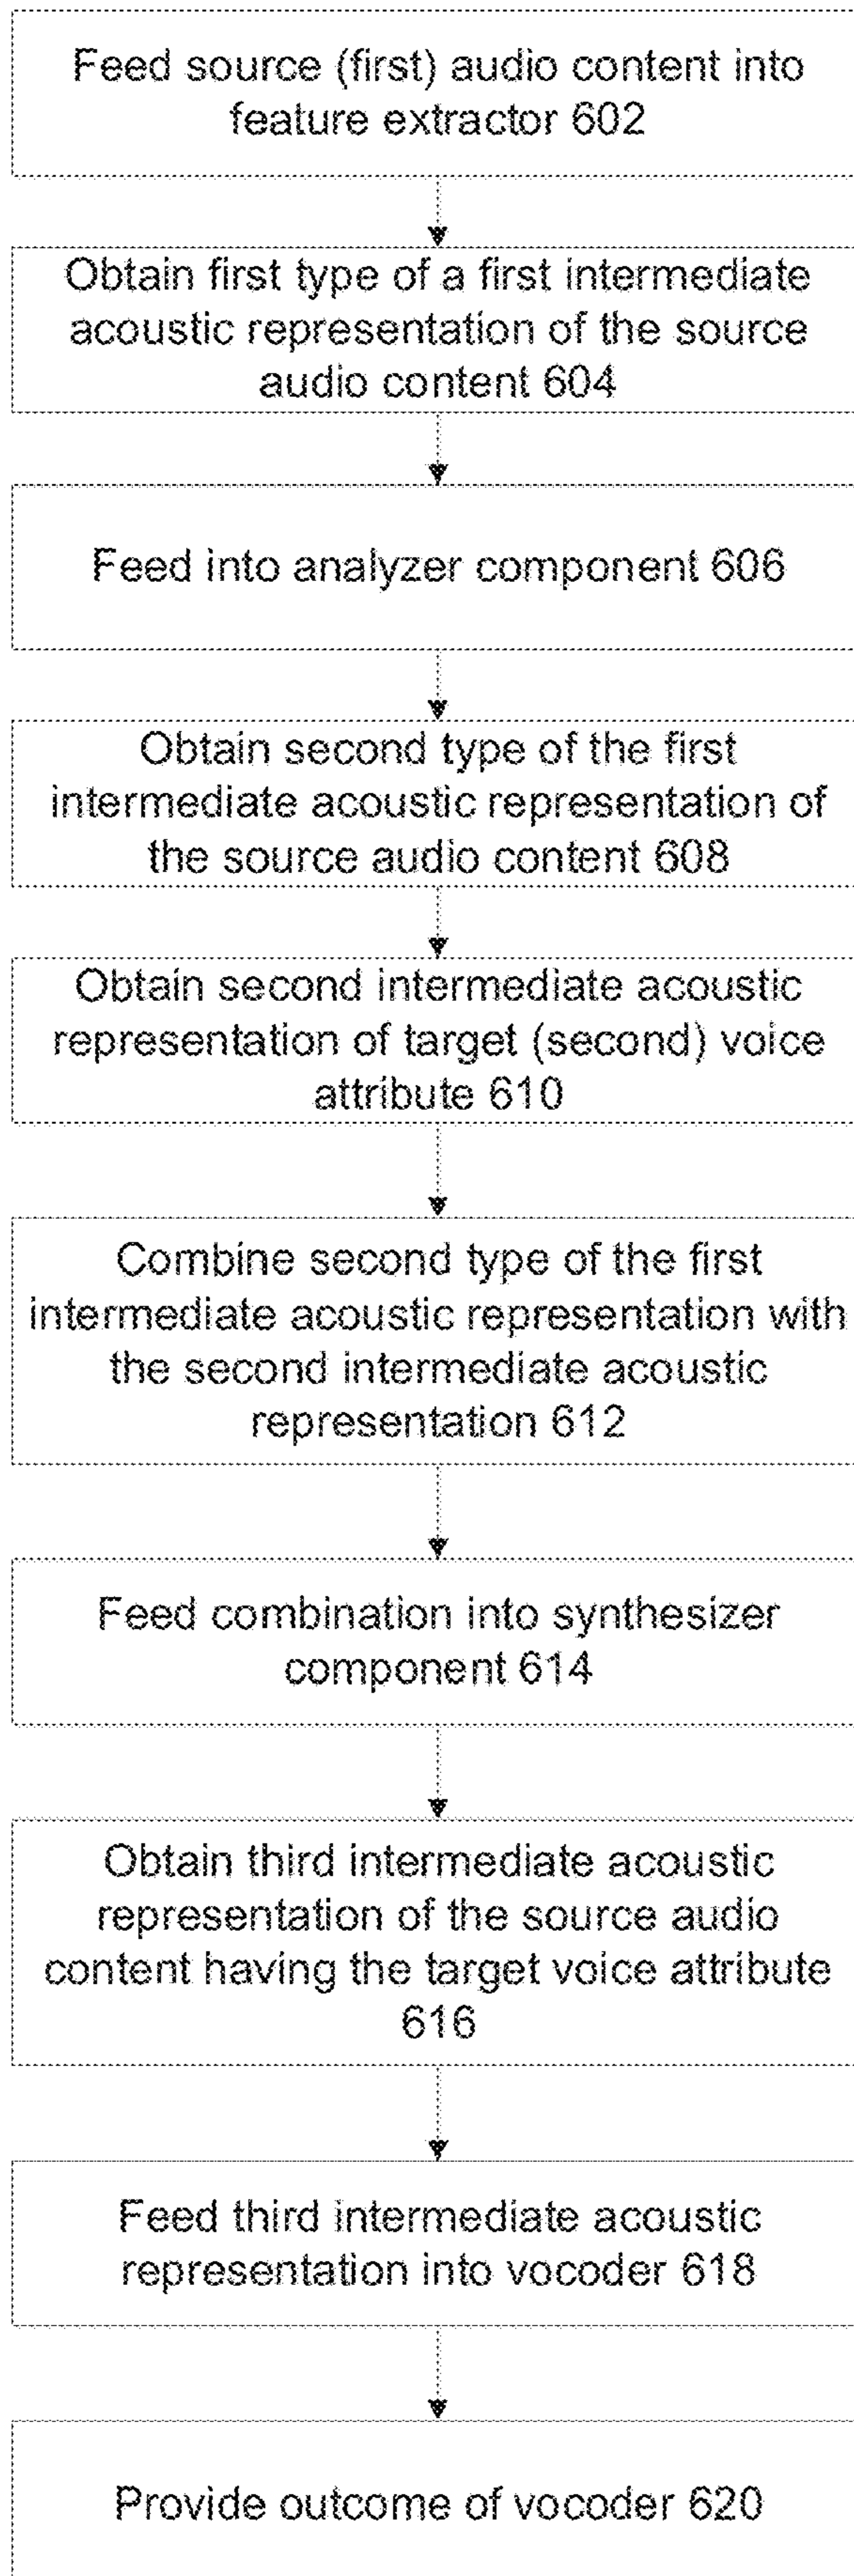 Feed source (first) audio content into
feature extractor 602
Obtain first type of a first intermediate
acoustic representation of the source
audio content 604
Feed into analyzer component 606
Obtain second type of the first
intermediate acoustic representation of
the source audio content 608
Obtain second intermediate acoustic
representation of target (second) voice
attribute 610
Combine second type of the first
intermediate acoustic representation with
the second intermediate acoustic
representation 612
Feed combination into synthesizer
component 614
Obtain third intermediate acoustic
representation of the source audio
content having the target voice attribute
616
Feed third intermediate acoustic
representation into vocoder 618
Provide outcome of vocoder 620